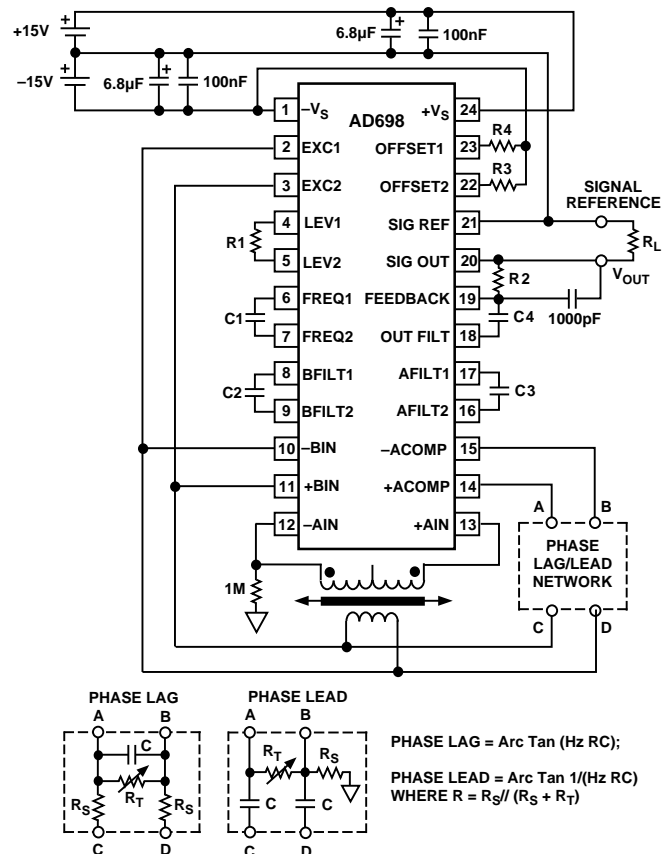 +15V
6.8µF
100nF
–15V
6.8µF
100nF
AD698
1 –VS
+VS 24
2 EXC1
OFFSET1 23
R4
3 EXC2
OFFSET2 22
R3
SIGNAL
REFERENCE
4 LEV1
SIG REF 21
R1
RL
5 LEV2
SIG OUT 20
R2
VOUT
6 FREQ1
FEEDBACK 19
C1
C4
1000pF
7 FREQ2
OUT FILT 18
8 BFILT1
AFILT1 17
C2
C3
9 BFILT2
AFILT2 16
10 –BIN
–ACOMP 15
11 +BIN
+ACOMP 14
A
B
12 –AIN
+AIN 13
PHASE
LAG/LEAD
NETWORK
1M
C
D
PHASE LAG
A
B
C
RT
RS
RS
C
D
PHASE LEAD
A
B
RT
RS
C
C
C
D
PHASE LAG = Arc Tan (Hz RC);
PHASE LEAD = Arc Tan 1/(Hz RC)
WHERE R = RS// (RS + RT)